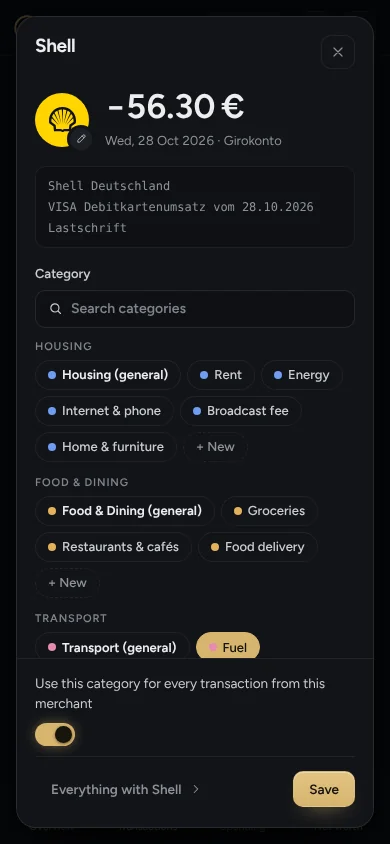 Shell
−56.30 €
Wed, 28 Oct 2026 · Girokonto
Shell Deutschland
VISA Debitkartenumsatz vom 28.10.2026
Lastschrift
Category
Search categories
HOUSING
Housing (general)
Rent
Energy
Internet & phone
Broadcast fee
Home & furniture
+ New
FOOD & DINING
Food & Dining (general)
Groceries
Restaurants & cafés
Food delivery
+ New
TRANSPORT
Transport (general)
Fuel
Use this category for every transaction from this
merchant
Everything with Shell
Save